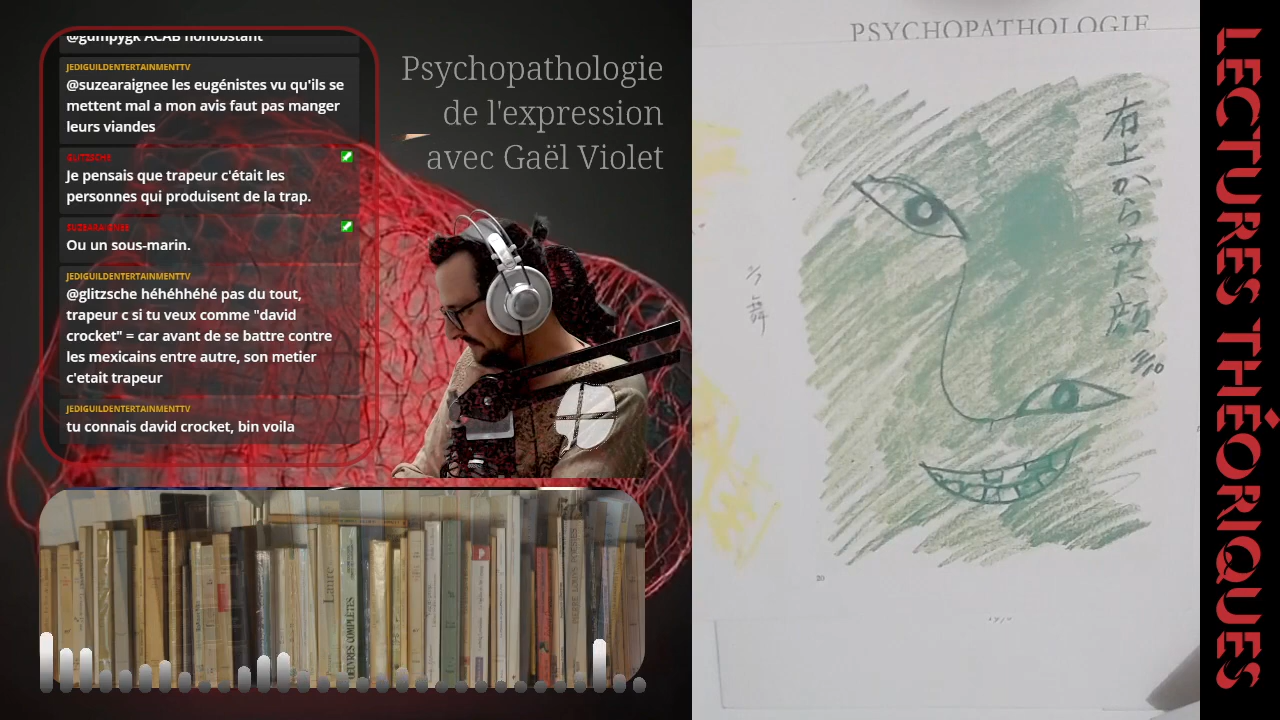 @gumpygk ACAB nonobstant
JEDIGUILDENTERTAINMENTTV
@suzearaignee les eugénistes vu qu'ils se
mettent mal a mon avis faut pas manger
leurs viandes
GLITZSCHE
Je pensais que trapeur c'était les
personnes qui produisent de la trap.
SUZEARAIGNEE
Ou un sous-marin.
JEDIGUILDENTERTAINMENTTV
@glitzsche héhéhhéhé pas du tout,
trapeur c si tu veux comme "david
crocket" = car avant de se battre contre
les mexicains entre autre, son metier
c'etait trapeur
JEDIGUILDENTERTAINMENTTV
tu connais david crocket, bin voila
Psychopathologie
de l'expression
avec Gaël Violet
Laure
OEUVRES COMPLÈTES
PSYCHOPATHOLOGIE
右上からみた顔
20
LECTURES THÉORIQUES